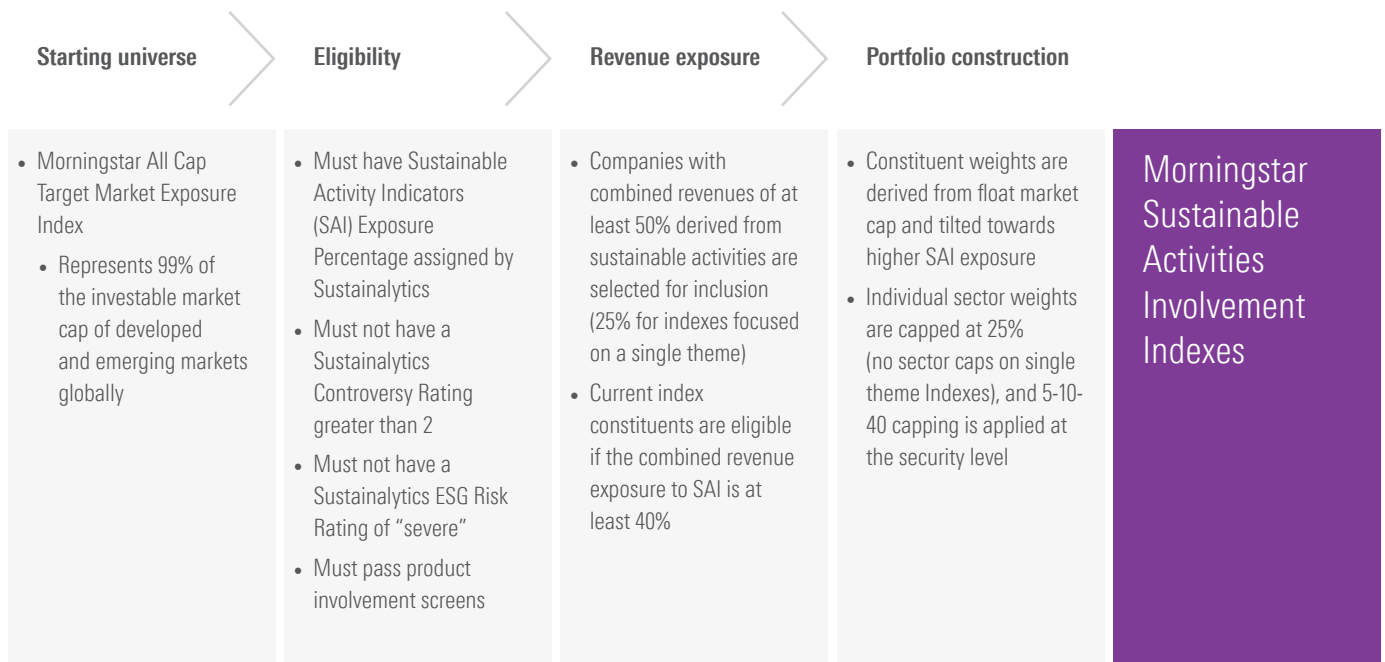 Starting universe
Eligibility
Revenue exposure
Portfolio construction
• Morningstar All Cap
Target Market Exposure
Index
• Represents 99% of
the investable market
cap of developed
and emerging markets
globally
• Must have Sustainable
Activity Indicators
(SAI) Exposure
Percentage assigned by
Sustainalytics
• Must not have a
Sustainalytics
Controversy Rating
greater than 2
• Must not have a
Sustainalytics ESG Risk
Rating of “severe”
• Must pass product
involvement screens
• Companies with
combined revenues of at
least 50% derived from
sustainable activities are
selected for inclusion
(25% for indexes focused
on a single theme)
• Current index
constituents are eligible
if the combined revenue
exposure to SAI is at
least 40%
• Constituent weights are
derived from float market
cap and tilted towards
higher SAI exposure
• Individual sector weights
are capped at 25%
(no sector caps on single
theme Indexes), and 5-10-
40 capping is applied at
the security level
Morningstar
Sustainable
Activities
Involvement
Indexes